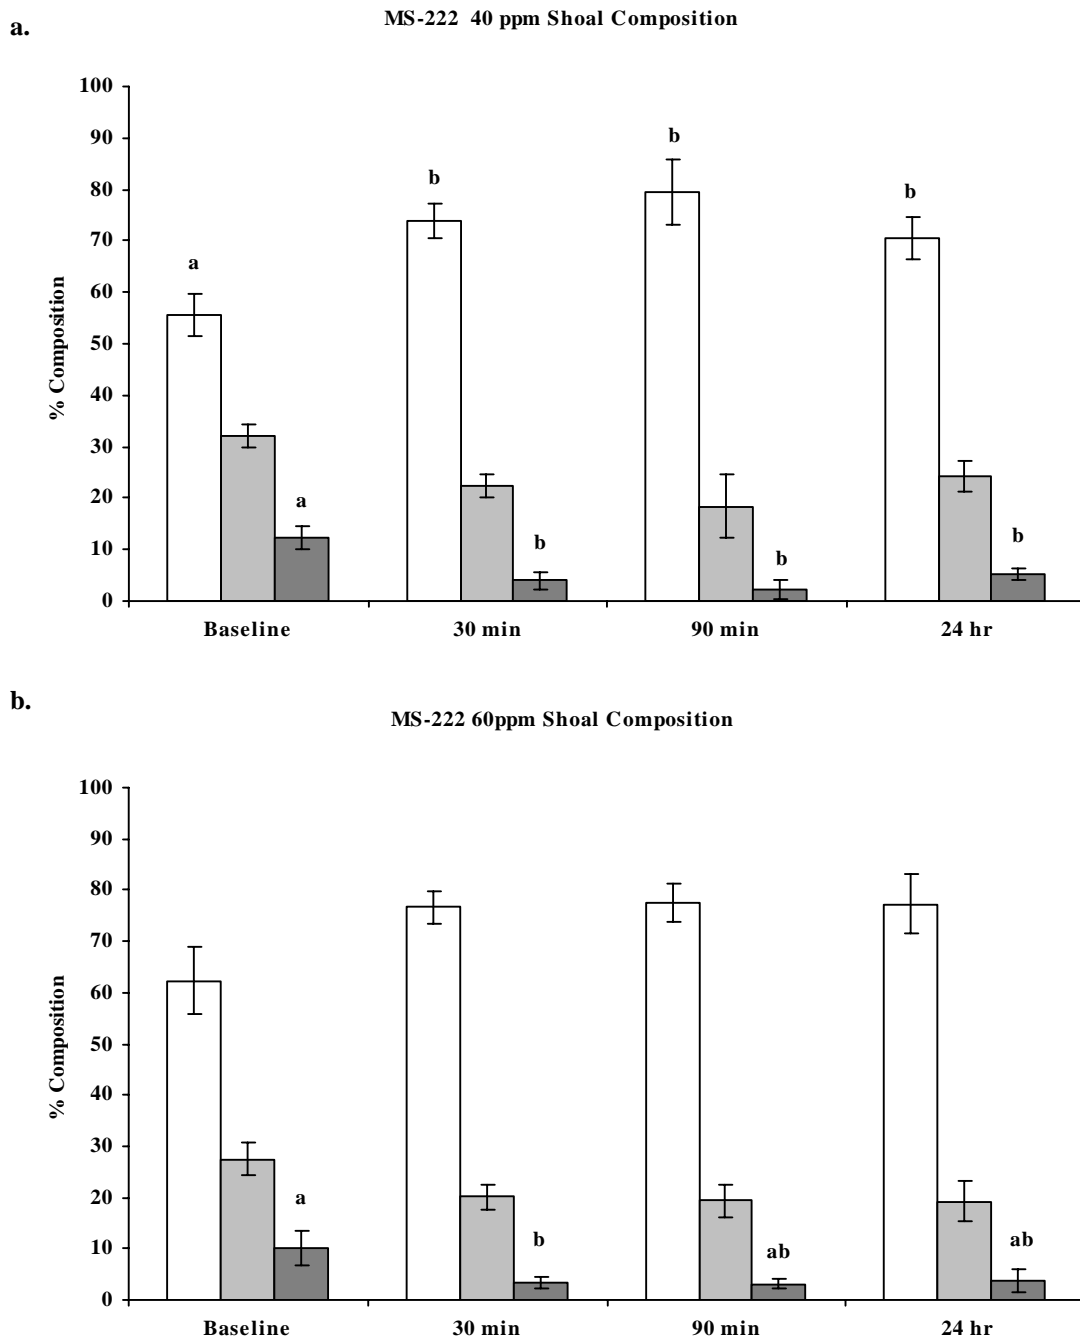 a.
MS-222 40 ppm Shoal Composition
% Composition
100
90
80
70
60
50
40
30
20
10
0
a
a
b
b
b
b
b
b
Baseline 30 min 90 min 24 hr
b.
MS-222 60ppm Shoal Composition
% Composition
100
90
80
70
60
50
40
30
20
10
0
a
b
ab
ab
Baseline 30 min 90 min 24 hr